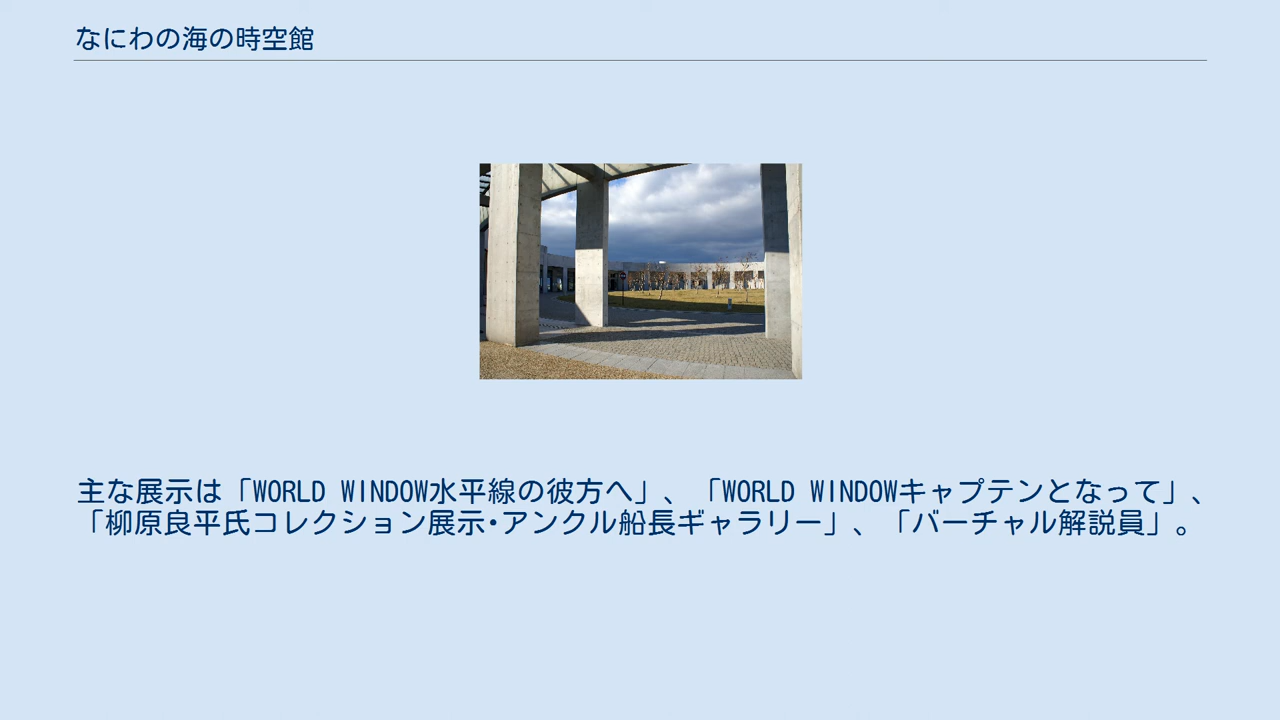 なにわの海の時空館
主な展示は「WORLD WINDOW水平線の彼方へ」、「WORLD WINDOWキャプテンとなって」、
「柳原良平氏コレクション展示・アンクル船長ギャラリー」、「バーチャル解説員」。